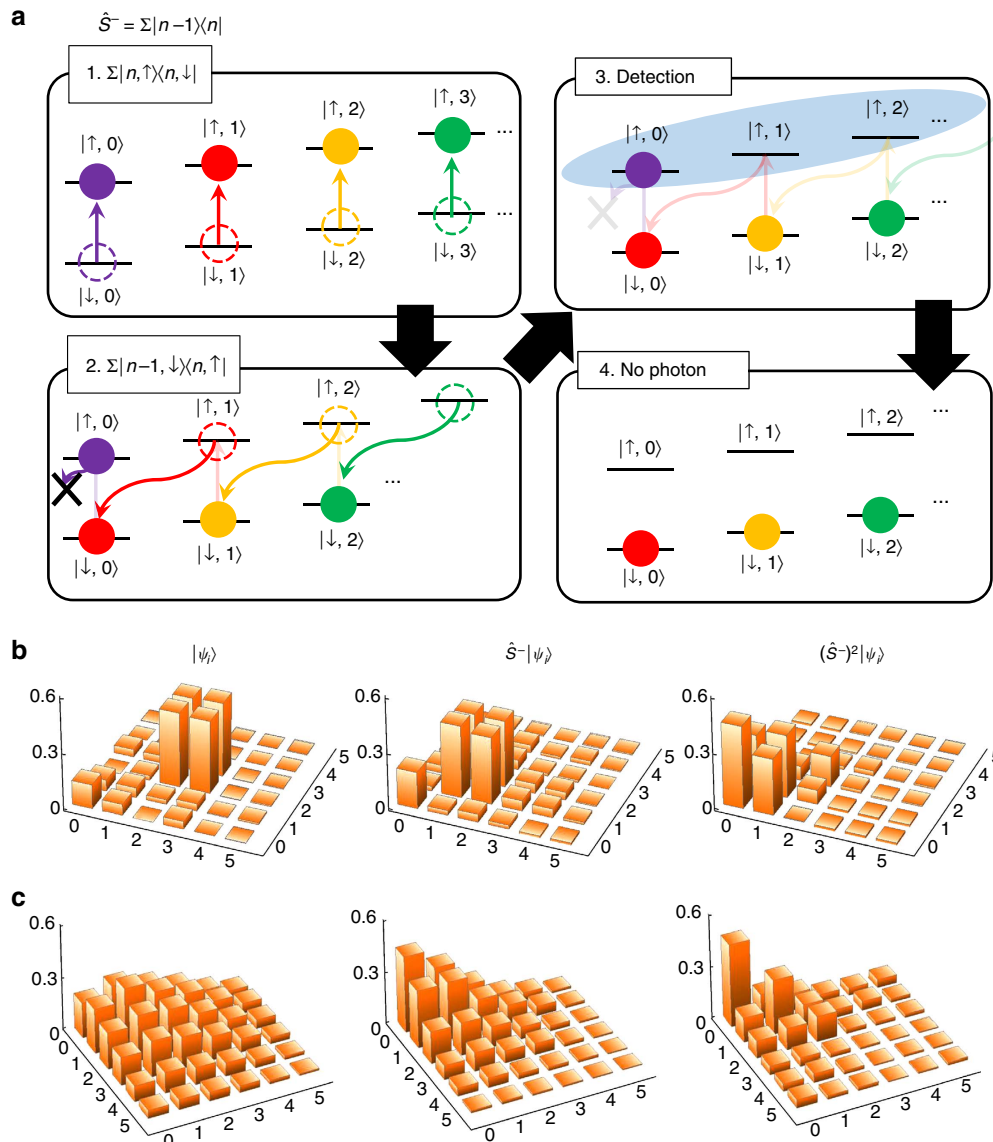 a
Ŝ⁻ = Σ|n−1⟩⟨n|
1. Σ|n,↑⟩⟨n,↓|
|↑, 0⟩
|↑, 1⟩
|↑, 2⟩
|↑, 3⟩
...
...
|↓, 0⟩
|↓, 1⟩
|↓, 2⟩
|↓, 3⟩
2. Σ|n−1,↓⟩⟨n,↑|
|↑, 0⟩
|↑, 1⟩
|↑, 2⟩
...
|↓, 0⟩
|↓, 1⟩
|↓, 2⟩
3. Detection
|↑, 0⟩
|↑, 1⟩
|↑, 2⟩
...
...
|↓, 0⟩
|↓, 1⟩
|↓, 2⟩
4. No photon
|↑, 0⟩
|↑, 1⟩
|↑, 2⟩
...
...
|↓, 0⟩
|↓, 1⟩
|↓, 2⟩
b
|ψᵢ⟩
0.6
0.3
0
0 1 2 3 4 5
0 1 2 3 4 5
Ŝ⁻|ψᵢ⟩
0.6
0.3
0
0 1 2 3 4 5
0 1 2 3 4 5
(Ŝ⁻)²|ψᵢ⟩
0.6
0.3
0
0 1 2 3 4 5
0 1 2 3 4 5
c
0.6
0.3
0
0 1 2 3 4 5
0 1 2 3 4 5
0.6
0.3
0
0 1 2 3 4 5
0 1 2 3 4 5
0.6
0.3
0
0 1 2 3 4 5
0 1 2 3 4 5